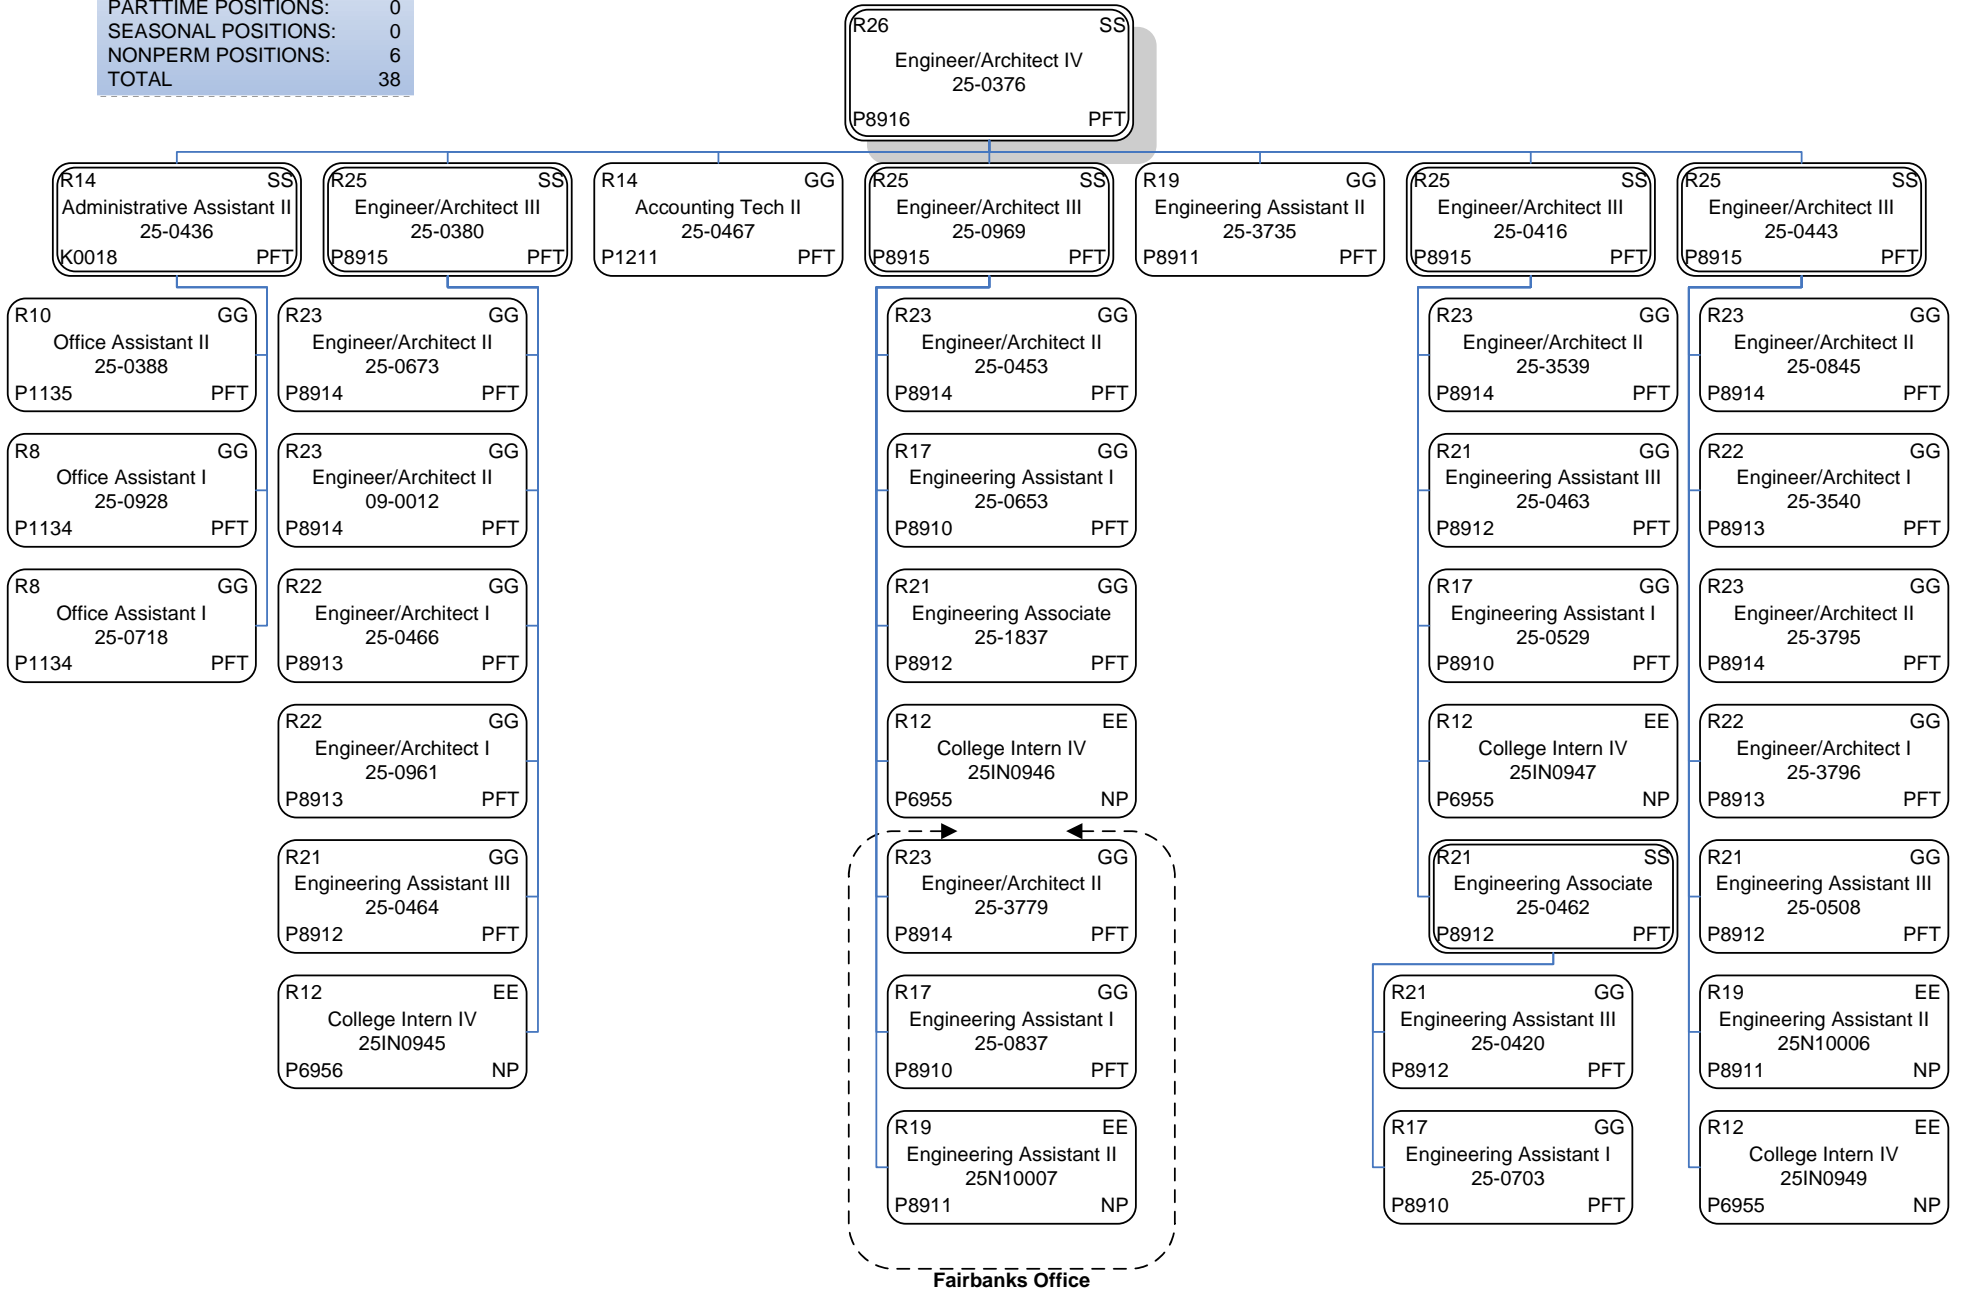 PARTTIME POSITIONS: 0
SEASONAL POSITIONS: 0
NONPERM POSITIONS: 6
TOTAL 38
R26 SS
Engineer/Architect IV
25-0376
P8916 PFT
R14 SS
Administrative Assistant II
25-0436
K0018 PFT
R25 SS
Engineer/Architect III
25-0380
P8915 PFT
R14 GG
Accounting Tech II
25-0467
P1211 PFT
R25 SS
Engineer/Architect III
25-0969
P8915 PFT
R19 GG
Engineering Assistant II
25-3735
P8911 PFT
R25 SS
Engineer/Architect III
25-0416
P8915 PFT
R25 SS
Engineer/Architect III
25-0443
P8915 PFT
R10 GG
Office Assistant II
25-0388
P1135 PFT
R8 GG
Office Assistant I
25-0928
P1134 PFT
R8 GG
Office Assistant I
25-0718
P1134 PFT
R23 GG
Engineer/Architect II
25-0673
P8914 PFT
R23 GG
Engineer/Architect II
09-0012
P8914 PFT
R22 GG
Engineer/Architect I
25-0466
P8913 PFT
R22 GG
Engineer/Architect I
25-0961
P8913 PFT
R21 GG
Engineering Assistant III
25-0464
P8912 PFT
R12 EE
College Intern IV
25IN0945
P6956 NP
R23 GG
Engineer/Architect II
25-0453
P8914 PFT
R17 GG
Engineering Assistant I
25-0653
P8910 PFT
R21 GG
Engineering Associate
25-1837
P8912 PFT
R12 EE
College Intern IV
25IN0946
P6955 NP
R23 GG
Engineer/Architect II
25-3779
P8914 PFT
R17 GG
Engineering Assistant I
25-0837
P8910 PFT
R19 EE
Engineering Assistant II
25N10007
P8911 NP
Fairbanks Office
R23 GG
Engineer/Architect II
25-3539
P8914 PFT
R21 GG
Engineering Assistant III
25-0463
P8912 PFT
R17 GG
Engineering Assistant I
25-0529
P8910 PFT
R12 EE
College Intern IV
25IN0947
P6955 NP
R21 SS
Engineering Associate
25-0462
P8912 PFT
R21 GG
Engineering Assistant III
25-0420
P8912 PFT
R17 GG
Engineering Assistant I
25-0703
P8910 PFT
R23 GG
Engineer/Architect II
25-0845
P8914 PFT
R22 GG
Engineer/Architect I
25-3540
P8913 PFT
R23 GG
Engineer/Architect II
25-3795
P8914 PFT
R22 GG
Engineer/Architect I
25-3796
P8913 PFT
R21 GG
Engineering Assistant III
25-0508
P8912 PFT
R19 EE
Engineering Assistant II
25N10006
P8911 NP
R12 EE
College Intern IV
25IN0949
P6955 NP